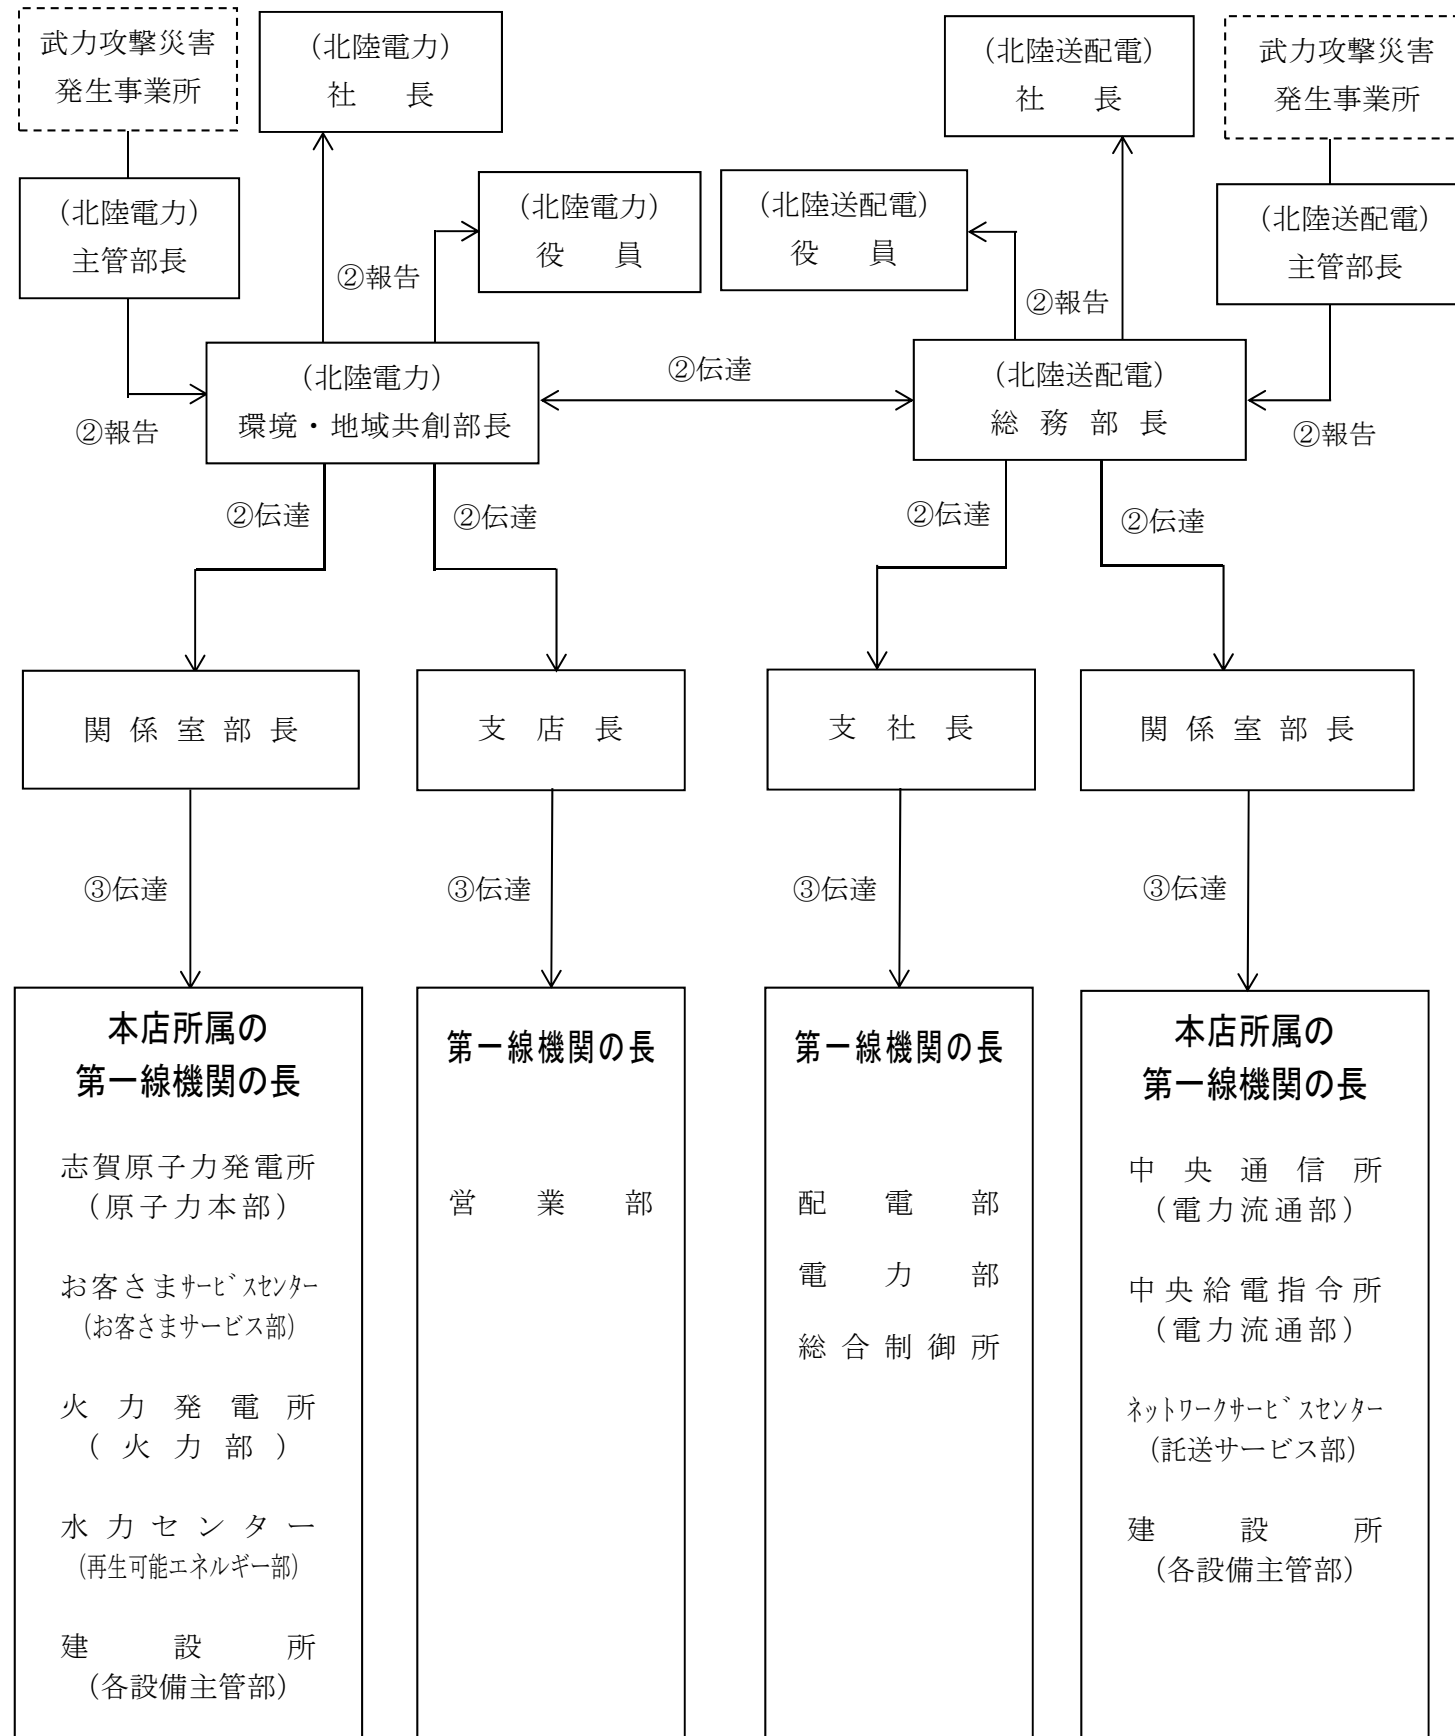 武力攻撃災害
発生事業所
(北陸電力)
社 長
(北陸送配電)
社 長
武力攻撃災害
発生事業所
(北陸電力)
主管部長
(北陸電力)
役 員
(北陸送配電)
役 員
(北陸送配電)
主管部長
②報告
②報告
(北陸電力)
環境・地域共創部長
②伝達
(北陸送配電)
総 務 部 長
②報告
②報告
②伝達
②伝達
②伝達
②伝達
関 係 室 部 長
支 店 長
支 社 長
関 係 室 部 長
③伝達
③伝達
③伝達
③伝達
本店所属の
第一線機関の長
志賀原子力発電所
(原子力本部)
お客さまサービスセンター
(お客さまサービス部)
火 力 発 電 所
( 火 力 部 )
水 力 セ ン タ ー
(再生可能エネルギー部)
建 設 所
(各設備主管部)
第一線機関の長
営 業 部
第一線機関の長
配 電 部
電 力 部
総 合 制 御 所
本店所属の
第一線機関の長
中 央 通 信 所
(電力流通部)
中 央 給 電 指 令 所
(電力流通部)
ネットワークサービスセンター
(託送サービス部)
建 設 所
(各設備主管部)